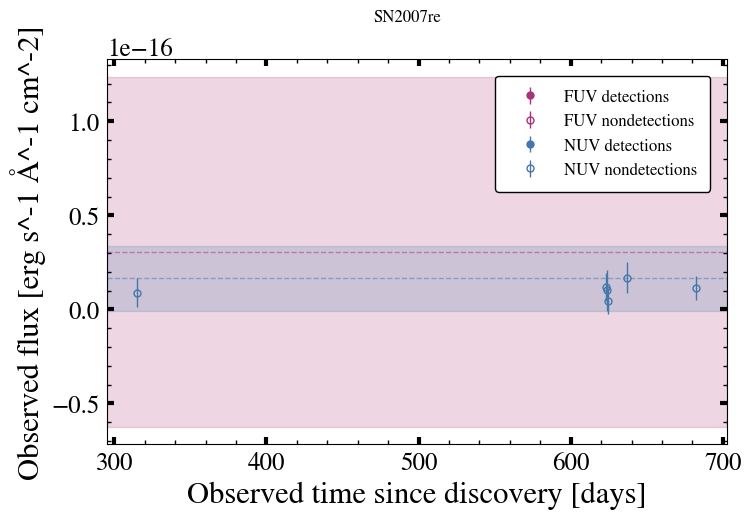 SN2007re
1e−16
Observed flux [erg s^-1 Å^-1 cm^-2]
1.0
0.5
0.0
−0.5
FUV detections
FUV nondetections
NUV detections
NUV nondetections
300 400 500 600 700
Observed time since discovery [days]